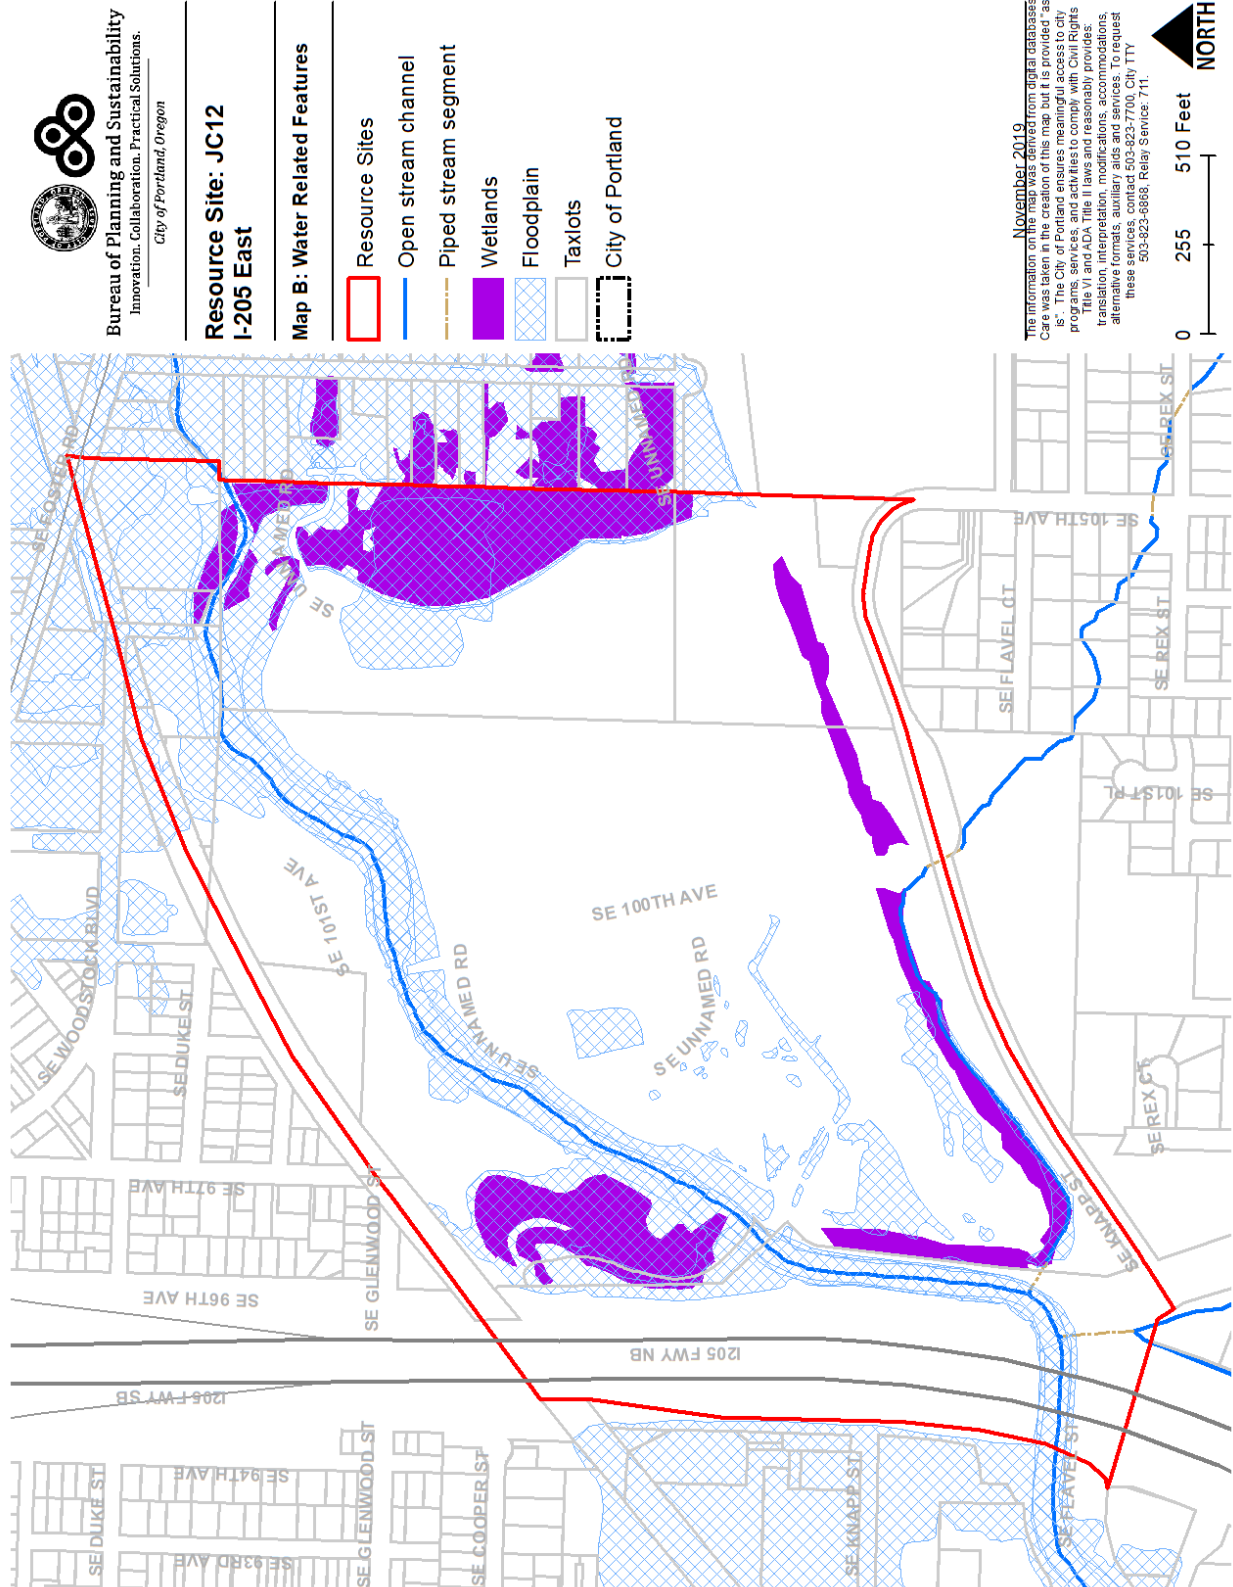 Bureau of Planning and Sustainability
Innovation. Collaboration. Practical Solutions.
City of Portland, Oregon
Resource Site: JC12
I-205 East
Map B: Water Related Features
Resource Sites
Open stream channel
Piped stream segment
Wetlands
Floodplain
Taxlots
City of Portland
November 2019
The information on the map was derived from digital databases
Care was taken in the creation of this map but it is provided "as
is". The City of Portland ensures meaningful access to city
programs, services, and activities to comply with Civil Rights
Title VI and ADA Title II laws and reasonably provides:
translation, interpretation, modifications, accommodations,
alternative formats, auxiliary aids and services. To request
these services, contact 503-823-7700, City TTY
503-823-6868, Relay Service: 711.
0 255 510 Feet
NORTH
SE FOSTER RD
SE WOODSTOCK BLVD
SE DUKE ST
SE 101ST AVE
SE 97TH AVE
SE GLENWOOD ST
SE 96TH AVE
I205 FWY NB
I205 FWY SB
SE DUKE ST
SE 94TH AVE
SE 93RD AVE
SE GLENWOOD ST
SE COOPER ST
SE KNAPP ST
SE FLAVEL ST
SE UNNAMED RD
SE UNNAMED RD
SE UNNAMED RD
SE UNNAMED RD
SE 100TH AVE
SE KNAPP ST
SE REX CT
SE 101ST PL
SE FLAVEL CT
SE 105TH AVE
SE REX ST
SE REX ST